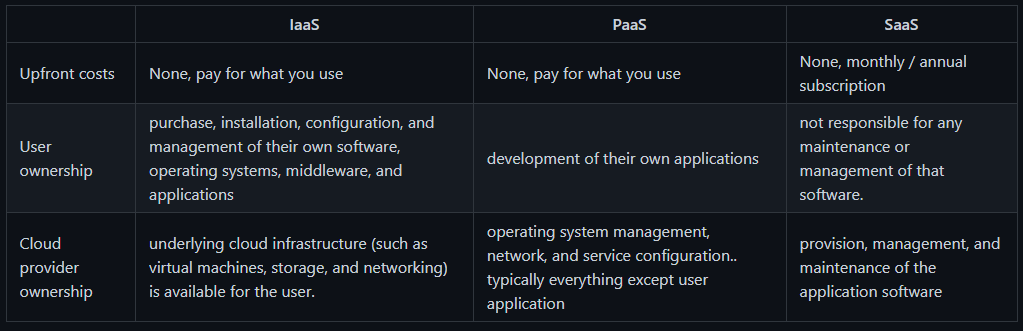 IaaS
PaaS
SaaS
Upfront costs
None, pay for what you use
None, pay for what you use
None, monthly / annual
subscription
User
ownership
purchase, installation, configuration, and
management of their own software,
operating systems, middleware, and
applications
development of their own applications
not responsible for any
maintenance or
management of that
software.
Cloud
provider
ownership
underlying cloud infrastructure (such as
virtual machines, storage, and networking)
is available for the user.
operating system management,
network, and service configuration..
typically everything except user
application
provision, management, and
maintenance of the
application software